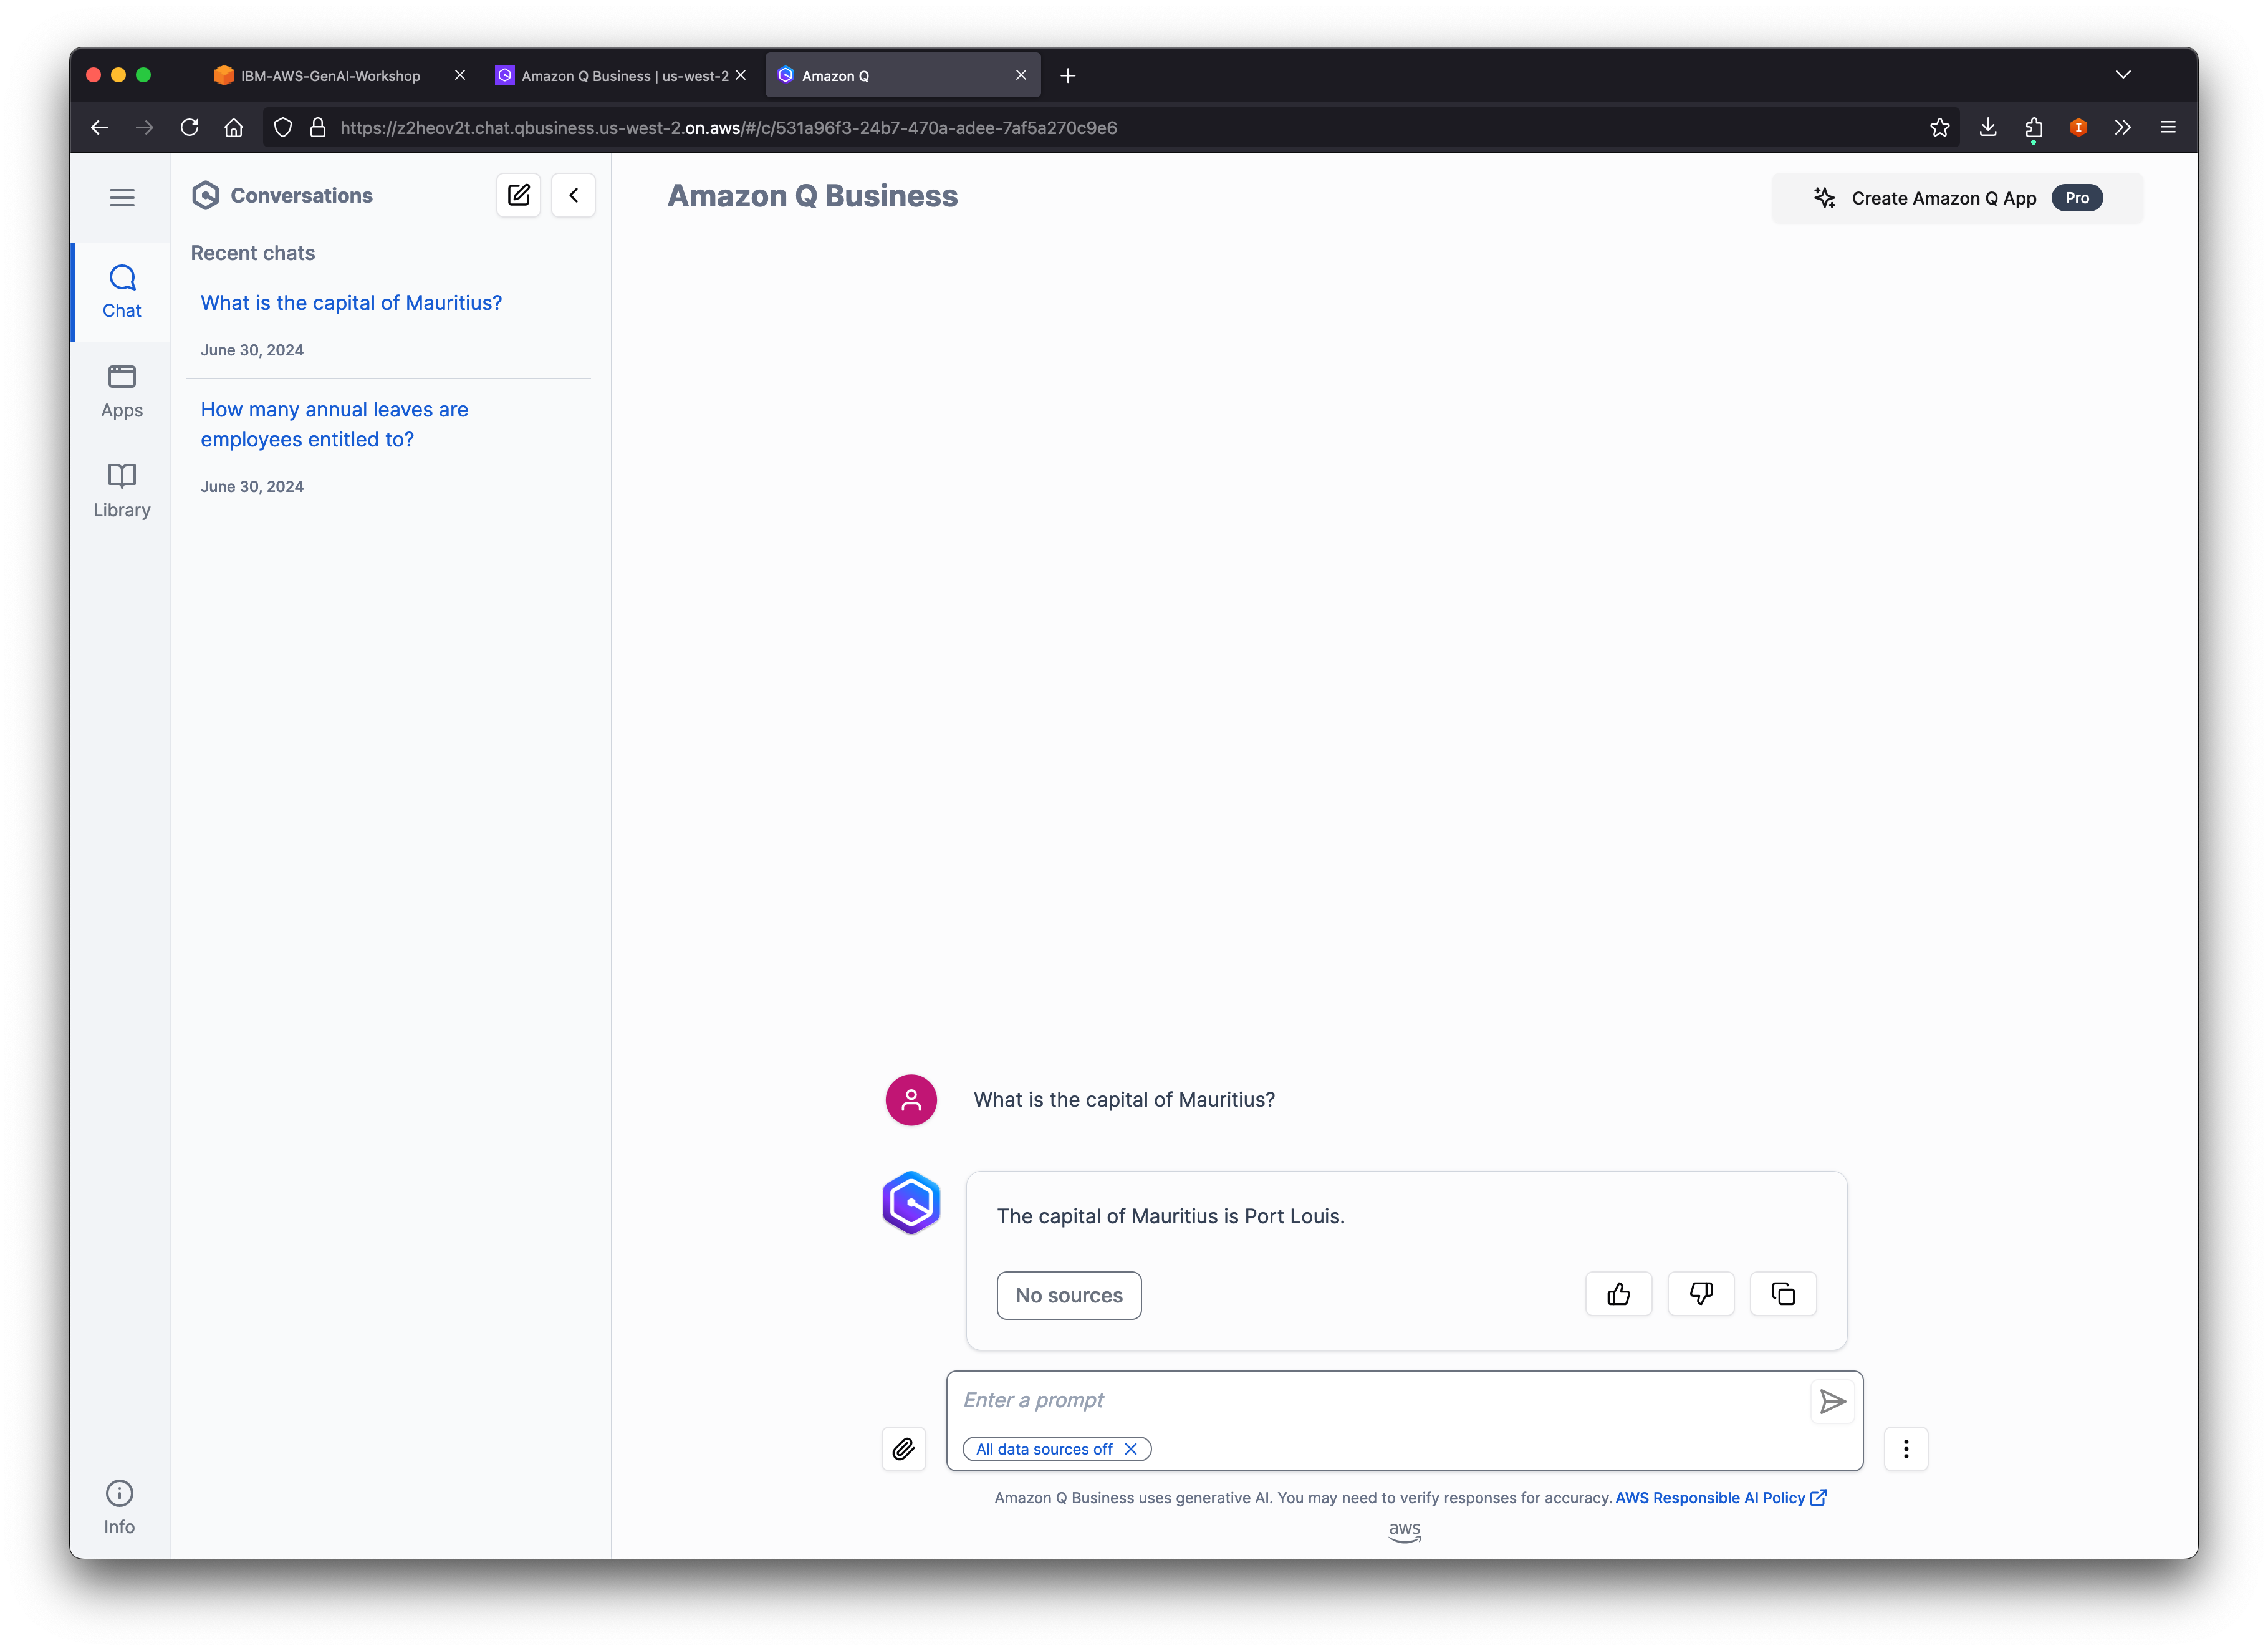 IBM-AWS-GenAI-Workshop
Amazon Q Business | us-west-2
Amazon Q
https://z2heov2t.chat.qbusiness.us-west-2.on.aws/#/c/531a96f3-24b7-470a-adee-7af5a270c9e6
Conversations
Amazon Q Business
Create Amazon Q App
Pro
Recent chats
Chat
What is the capital of Mauritius?
June 30, 2024
Apps
How many annual leaves are
employees entitled to?
June 30, 2024
Library
What is the capital of Mauritius?
The capital of Mauritius is Port Louis.
No sources
Enter a prompt
All data sources off
Amazon Q Business uses generative AI. You may need to verify responses for accuracy. AWS Responsible AI Policy
Info
aws